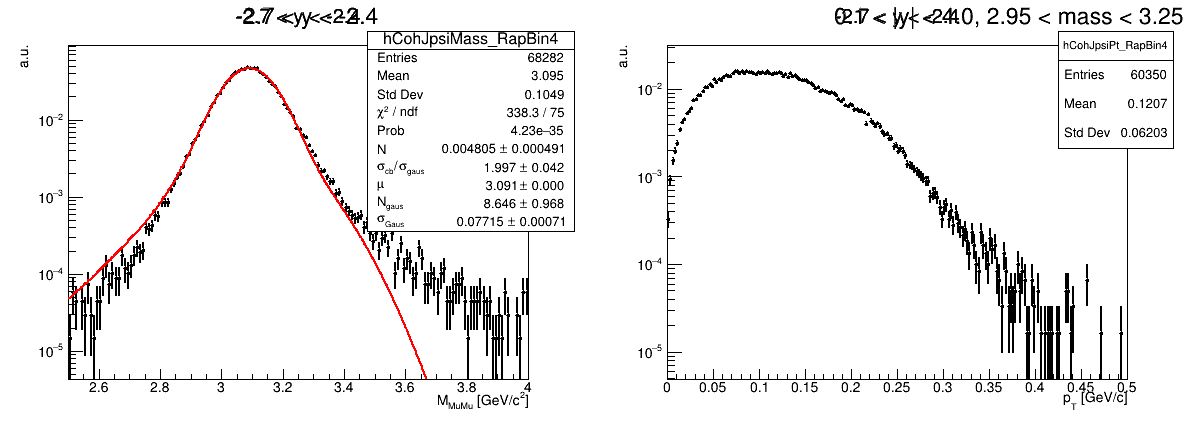 hCohJpsiMass_RapBin4
Entries 68282
Mean 3.095
Std Dev 0.1049
χ² / ndf 338.3 / 75
Prob 4.23e−35
N 0.004805 ± 0.000491
σcb/σgaus 1.997 ± 0.042
μ 3.091 ± 0.000
Ngaus 8.646 ± 0.968
σGaus 0.07715 ± 0.00071
a.u.
10⁻²
10⁻³
10⁻⁴
10⁻⁵
2.6 2.8 3 3.2 3.4 3.6 3.8 4
MMuMu [GeV/c²]
2.95 < mass < 3.25
hCohJpsiPt_RapBin4
Entries 60350
Mean 0.1207
Std Dev 0.06203
a.u.
10⁻²
10⁻³
10⁻⁴
10⁻⁵
0 0.05 0.1 0.15 0.2 0.25 0.3 0.35 0.4 0.45 0.5
pT [GeV/c]